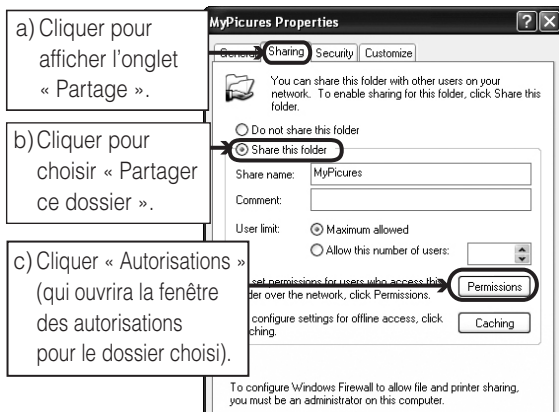 MyPicures Properties
a) Cliquer pour
afficher l'onglet
« Partage ».
Sharing
Security
Customize
You can share this folder with other users on your
network. To enable sharing for this folder, click Share this
folder.
Do not share this folder
b) Cliquer pour
choisir « Partager
ce dossier ».
Share this folder
Share name: MyPicures
Comment:
User limit: Maximum allowed
Allow this number of users:
c) Cliquer « Autorisations »
(qui ouvrira la fenêtre
des autorisations
pour le dossier choisi).
set permissions for users who access this
over the network, click Permissions.
Permissions
configure settings for offline access, click
Caching
To configure Windows Firewall to allow file and printer sharing,
you must be an administrator on this computer.